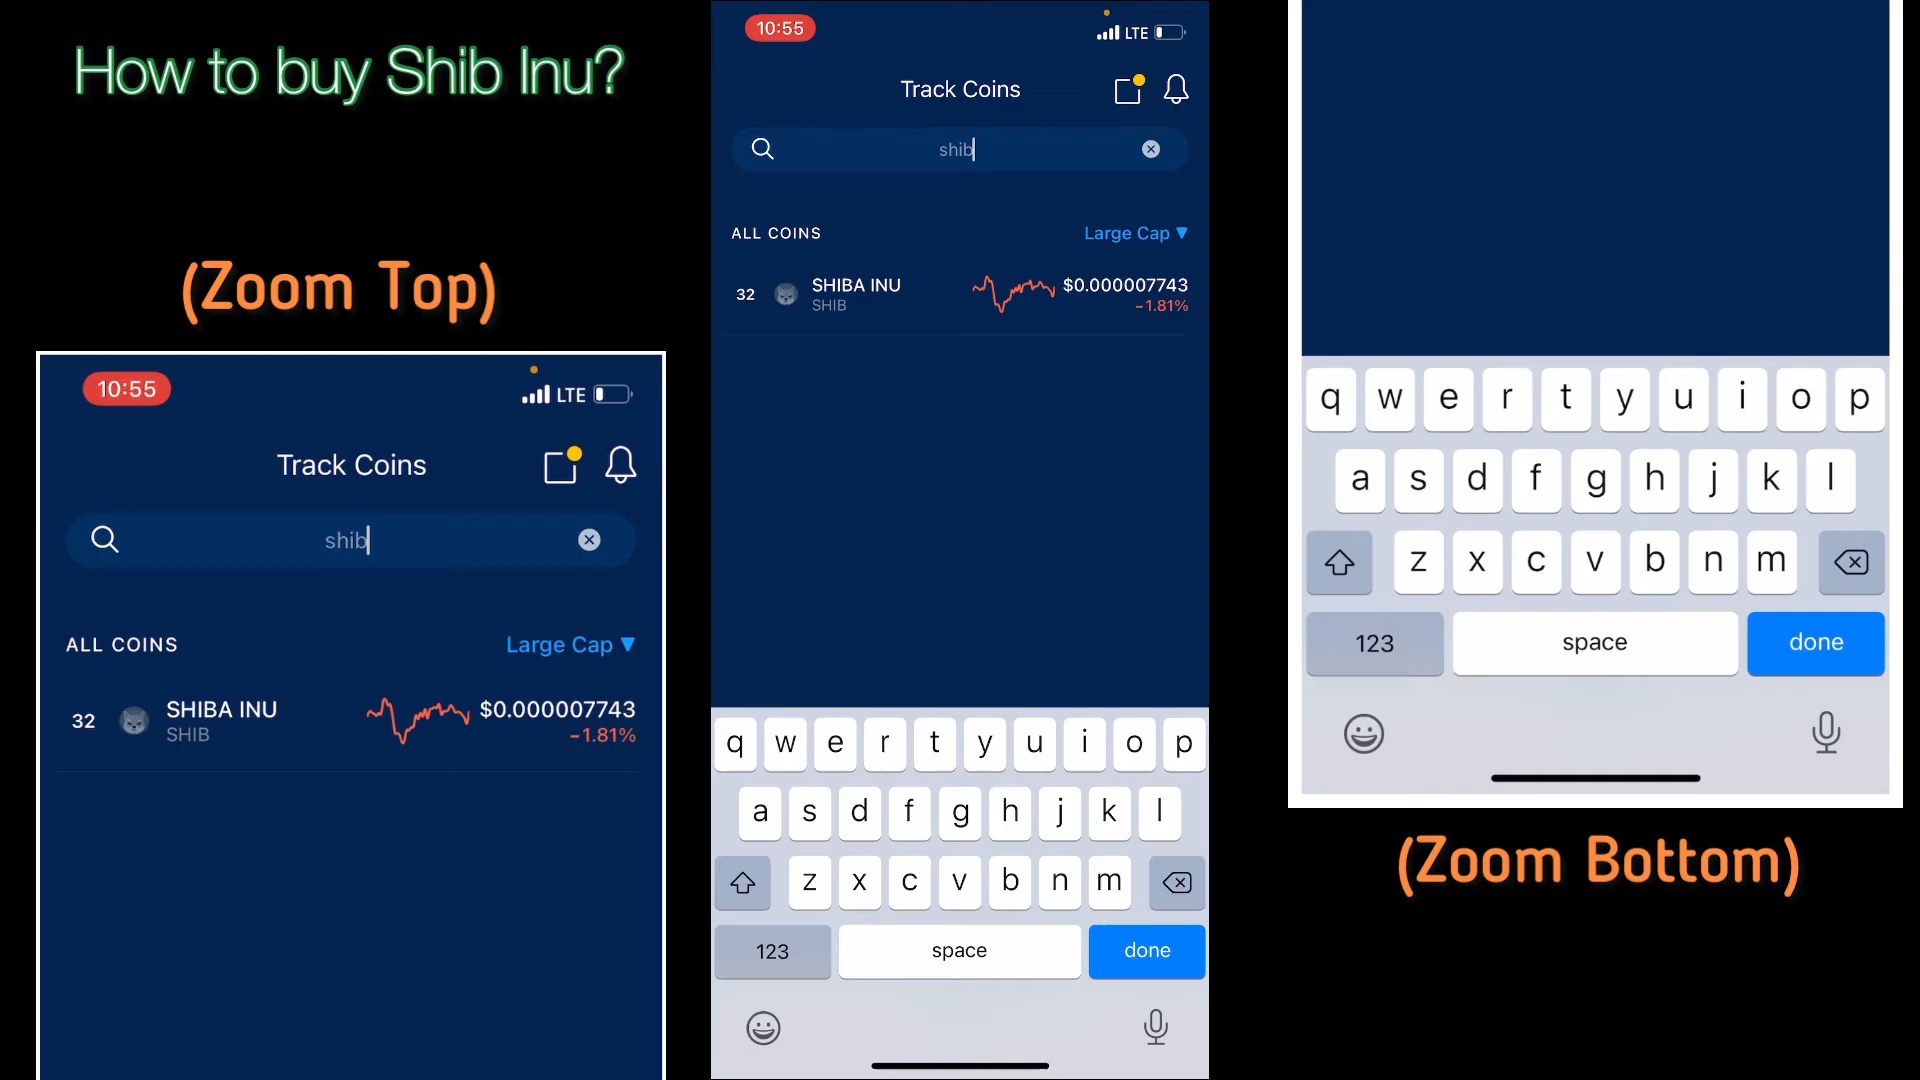 How to buy Shib Inu?
(Zoom Top)
10:55
LTE
Track Coins
shib
ALL COINS
Large Cap ▼
32
SHIBA INU
SHIB
$0.000007743
-1.81%
10:55
LTE
Track Coins
shib
ALL COINS
Large Cap ▼
32
SHIBA INU
SHIB
$0.000007743
-1.81%
q w e r t y u i o p
a s d f g h j k l
z x c v b n m
123 space done
q w e r t y u i o p
a s d f g h j k l
z x c v b n m
123 space done
(Zoom Bottom)